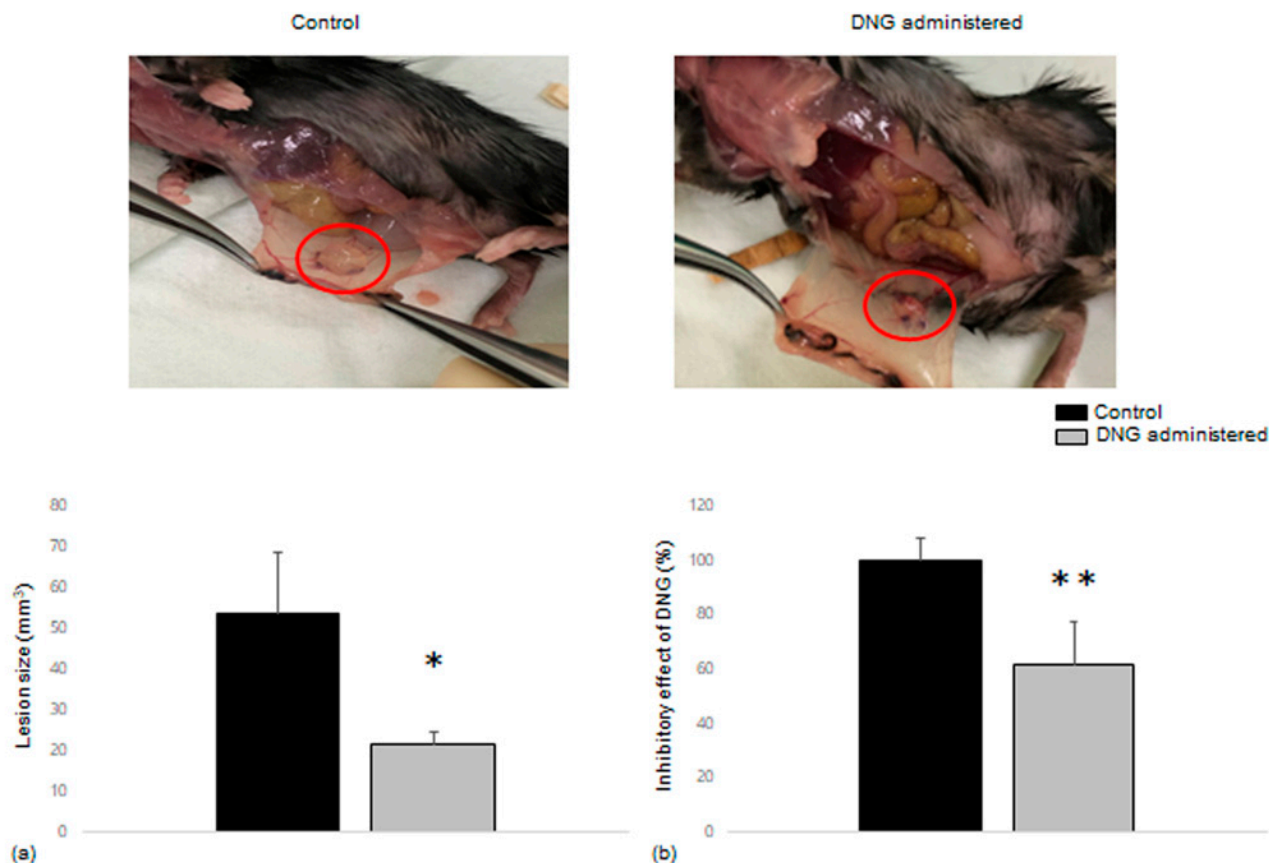 Control
DNG administered
Control
DNG administered
Lesion size (mm³)
80
70
60
50
40
30
20
10
0
*
(a)
Inhibitory effect of DNG (%)
120
100
80
60
40
20
0
**
(b)